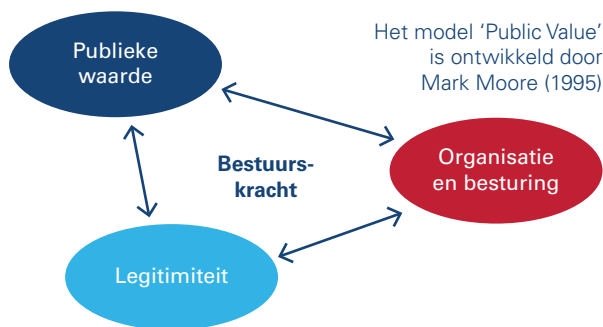 Publieke
waarde
Het model ‘Public Value’
is ontwikkeld door
Mark Moore (1995)
Bestuurs-
kracht
Organisatie
en besturing
Legitimiteit